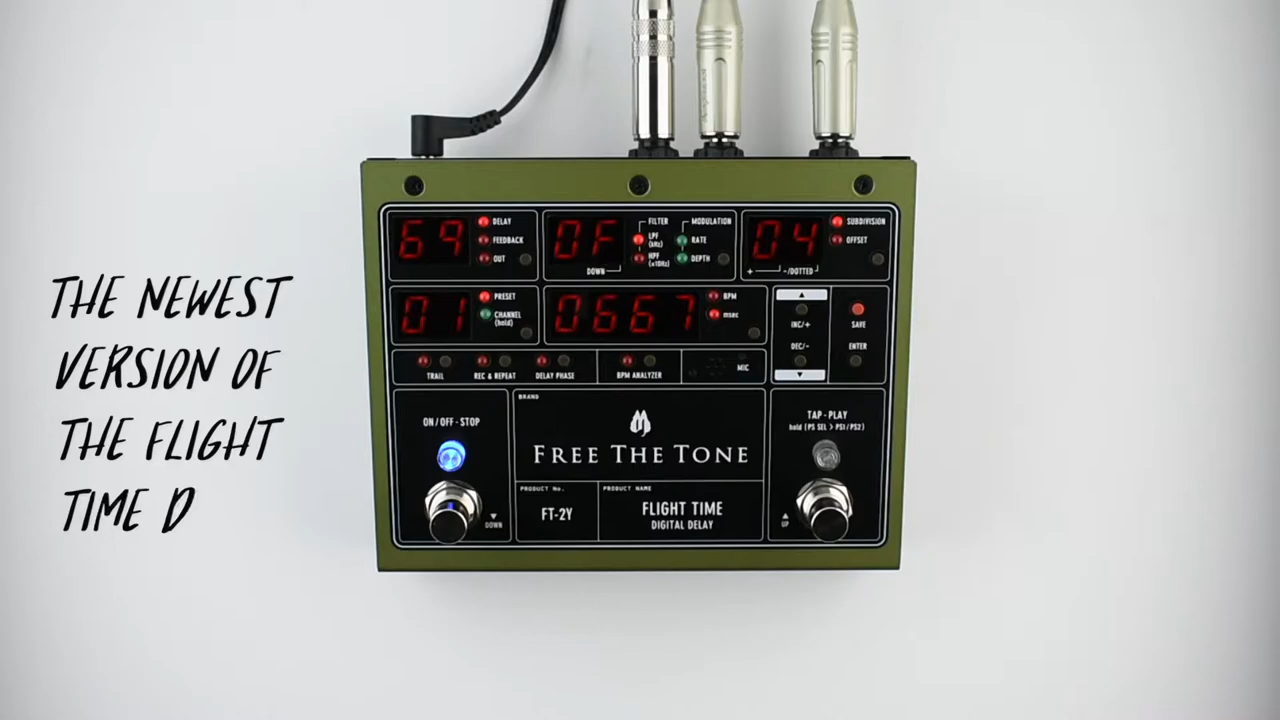 THE NEWEST
VERSION OF
THE FLIGHT
TIME D
69
DELAY
FEEDBACK
OUT
0F
DOWN
FILTER
LPF
(kHz)
HPF
(x10Hz)
MODULATION
RATE
DEPTH
04
+ -/DOTTED
SUBDIVISION
OFFSET
01
PRESET
CHANNEL
(hold)
0667
BPM
msec
INC/+
DEC/-
SAVE
ENTER
TRAIL
REC & REPEAT
DELAY PHASE
BPM ANALYZER
MIC
ON/OFF - STOP
DOWN
BRAND
FREE THE TONE
PRODUCT No.
FT-2Y
PRODUCT NAME
FLIGHT TIME
DIGITAL DELAY
TAP - PLAY
hold (PS SEL > PS1/PS2)
UP